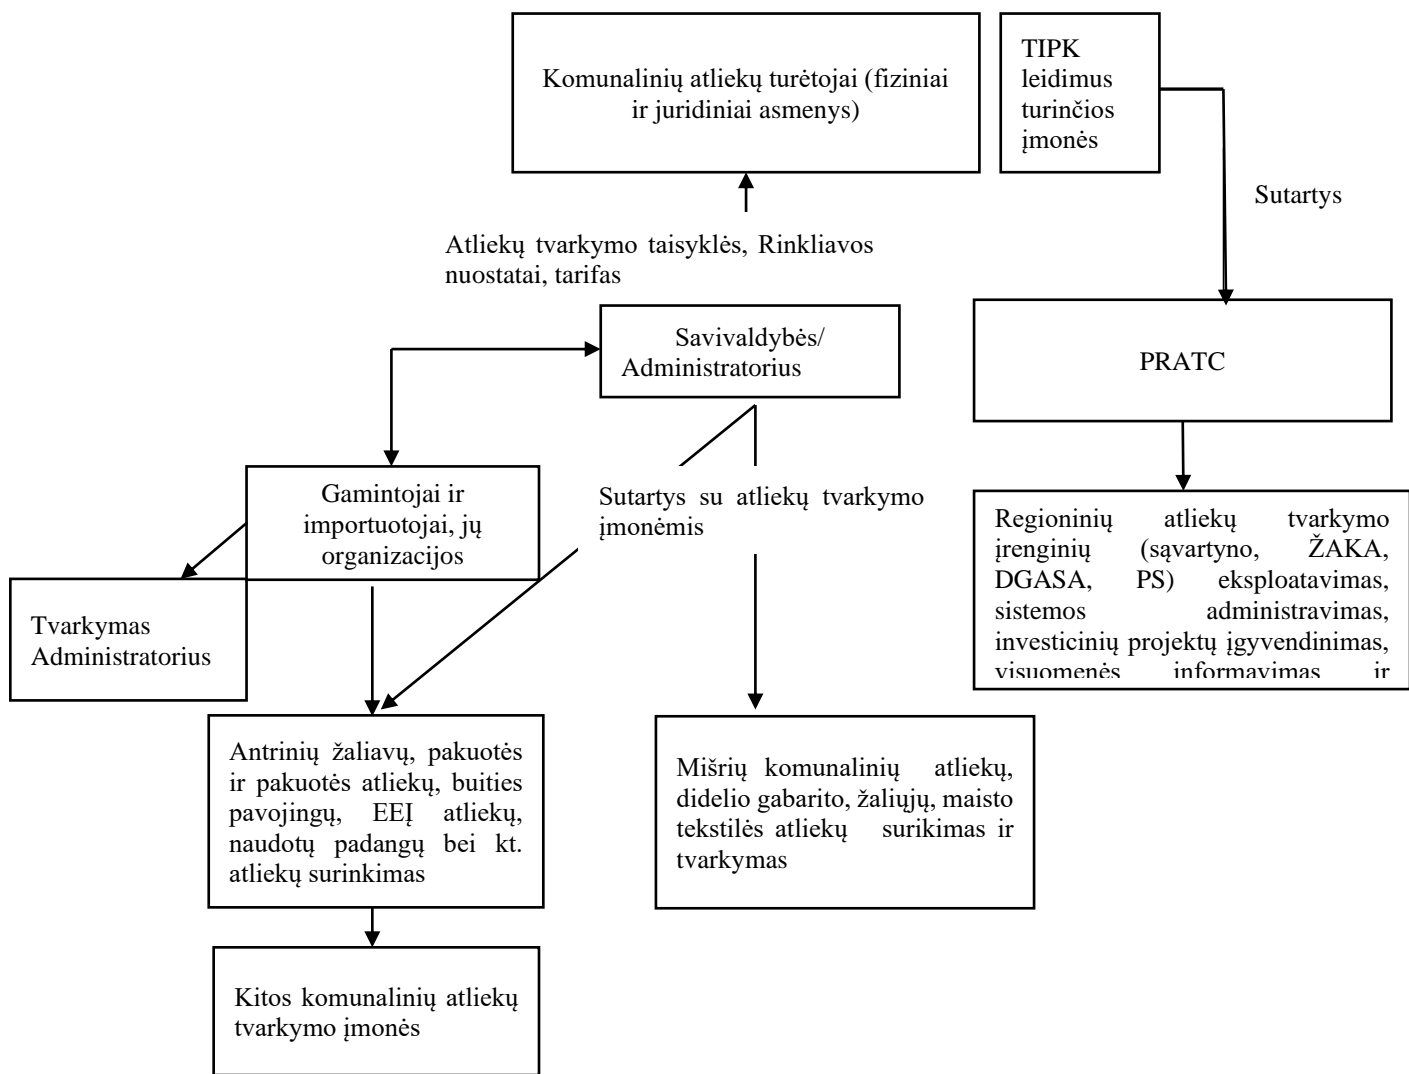 Komunalinių atliekų turėtojai (fiziniai
ir juridiniai asmenys)
TIPK
leidimus
turinčios
įmonės
Sutartys
Atliekų tvarkymo taisyklės, Rinkliavos
nuostatai, tarifas
Savivaldybės/
Administratorius
PRATC
Gamintojai ir
importuotojai, jų
organizacijos
Sutartys su atliekų tvarkymo
įmonėmis
Regioninių atliekų tvarkymo
įrenginių (sąvartyno, ŽAKA,
DGASA, PS) eksploatavimas,
sistemos administravimas,
investicinių projektų įgyvendinimas,
visuomenės informavimas ir
Tvarkymas
Administratorius
Antrinių žaliavų, pakuotės
ir pakuotės atliekų, buities
pavojingų, EEĮ atliekų,
naudotų padangų bei kt.
atliekų surinkimas
Mišrių komunalinių atliekų,
didelio gabarito, žaliųjų, maisto
tekstilės atliekų surikimas ir
tvarkymas
Kitos komunalinių atliekų
tvarkymo įmonės